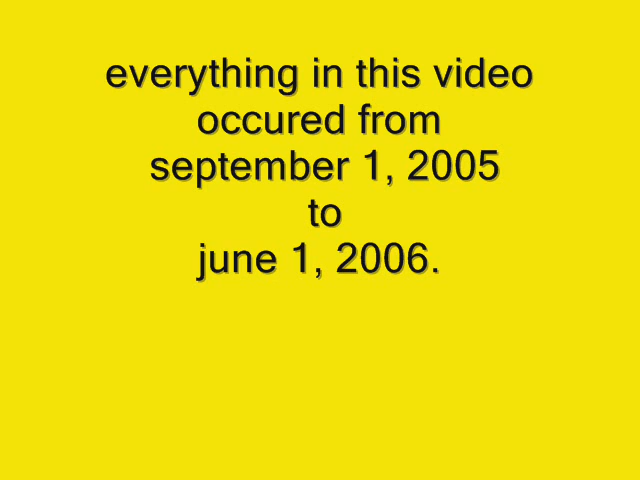 everything in this video
occured from
september 1, 2005
to
june 1, 2006.